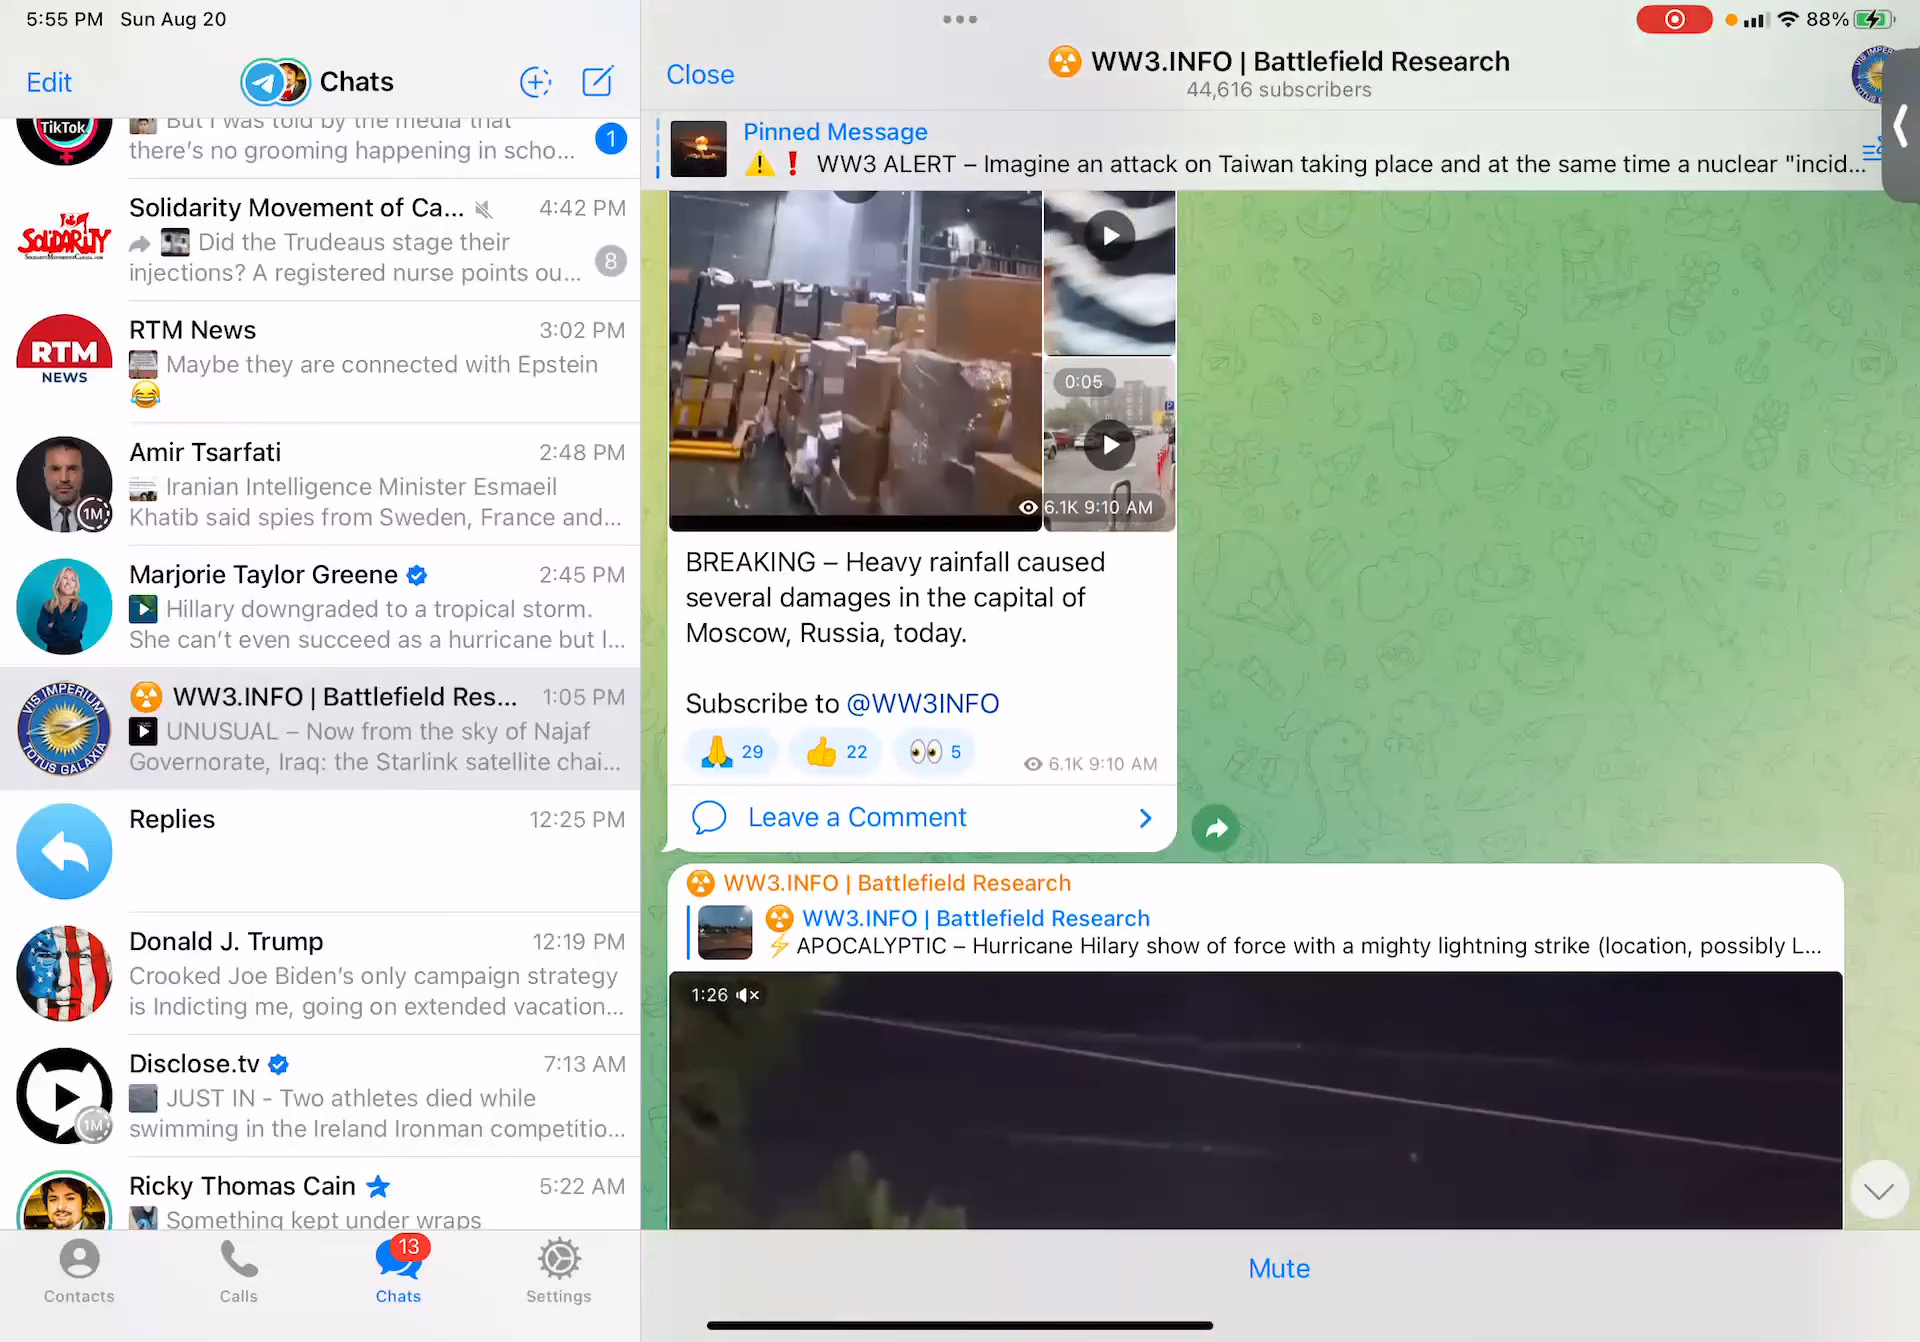 5:55 PM Sun Aug 20
88%
Edit
Chats
TikTok
But I was told by the media that
there's no grooming happening in scho...
1
SOLIDARITY
Solidarity Movement of Ca...
4:42 PM
Did the Trudeaus stage their
injections? A registered nurse points ou...
8
RTM
NEWS
RTM News
3:02 PM
Maybe they are connected with Epstein
😂
Amir Tsarfati
2:48 PM
1M
Iranian Intelligence Minister Esmaeil
Khatib said spies from Sweden, France and...
Marjorie Taylor Greene
2:45 PM
Hillary downgraded to a tropical storm.
She can't even succeed as a hurricane but I...
VIS IMPERIUM
TOTUS GALAXIA
☢️ WW3.INFO | Battlefield Res...
1:05 PM
UNUSUAL – Now from the sky of Najaf
Governorate, Iraq: the Starlink satellite chai...
Replies
12:25 PM
Donald J. Trump
12:19 PM
Crooked Joe Biden's only campaign strategy
is Indicting me, going on extended vacation...
Disclose.tv
7:13 AM
1M
JUST IN - Two athletes died while
swimming in the Ireland Ironman competitio...
Ricky Thomas Cain
5:22 AM
Something kept under wraps
Contacts
Calls
13
Chats
Settings
Close
☢️ WW3.INFO | Battlefield Research
44,616 subscribers
Pinned Message
⚠️❗ WW3 ALERT – Imagine an attack on Taiwan taking place and at the same time a nuclear "incid...
0:05
6.1K 9:10 AM
BREAKING – Heavy rainfall caused
several damages in the capital of
Moscow, Russia, today.
Subscribe to @WW3INFO
🙏 29 👍 22 👀 5
6.1K 9:10 AM
Leave a Comment
☢️ WW3.INFO | Battlefield Research
☢️ WW3.INFO | Battlefield Research
⚡ APOCALYPTIC – Hurricane Hilary show of force with a mighty lightning strike (location, possibly L...
1:26
Mute